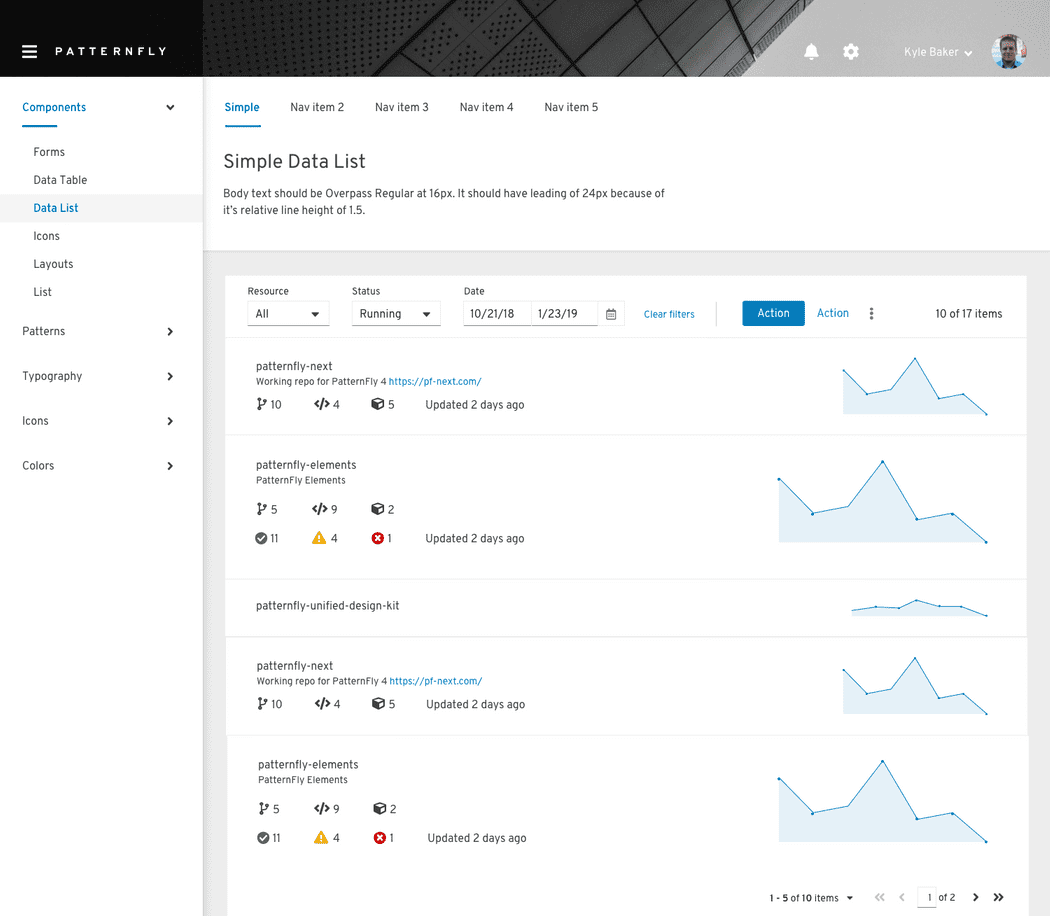 PATTERNFLY
Kyle Baker
Components
Forms
Data Table
Data List
Icons
Layouts
List
Patterns
Typography
Icons
Colors
Simple Nav item 2 Nav item 3 Nav item 4 Nav item 5
Simple Data List
Body text should be Overpass Regular at 16px. It should have leading of 24px because of
it's relative line height of 1.5.
Resource Status Date
All Running 10/21/18 1/23/19 Clear filters Action Action 10 of 17 items
patternfly-next
Working repo for PatternFly 4 https://pf-next.com/
10 4 5 Updated 2 days ago
patternfly-elements
PatternFly Elements
5 9 2
11 4 1 Updated 2 days ago
patternfly-unified-design-kit
patternfly-next
Working repo for PatternFly 4 https://pf-next.com/
10 4 5 Updated 2 days ago
patternfly-elements
PatternFly Elements
5 9 2
11 4 1 Updated 2 days ago
1 - 5 of 10 items 1 of 2